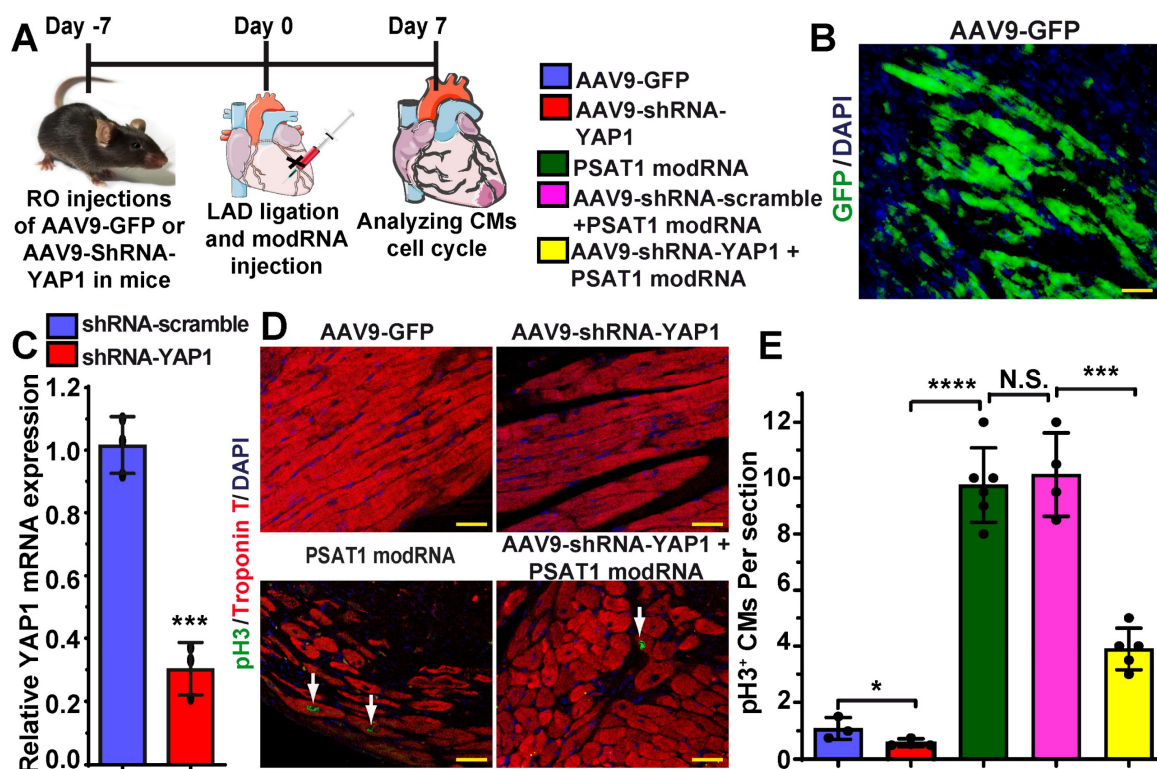 A
Day -7
Day 0
Day 7
RO injections
of AAV9-GFP or
AAV9-ShRNA-
YAP1 in mice
LAD ligation
and modRNA
injection
Analyzing CMs
cell cycle
AAV9-GFP
AAV9-shRNA-
YAP1
PSAT1 modRNA
AAV9-shRNA-scramble
+PSAT1 modRNA
AAV9-shRNA-YAP1 +
PSAT1 modRNA
B
AAV9-GFP
GFP/DAPI
C
shRNA-scramble
shRNA-YAP1
Relative YAP1 mRNA expression
1.2
1.0
0.8
0.6
0.4
0.2
0.0
***
D
AAV9-GFP
AAV9-shRNA-YAP1
PSAT1 modRNA
AAV9-shRNA-YAP1 +
PSAT1 modRNA
pH3/Troponin T/DAPI
E
pH3⁺ CMs Per section
12
10
8
6
4
2
0
*
****
N.S.
***